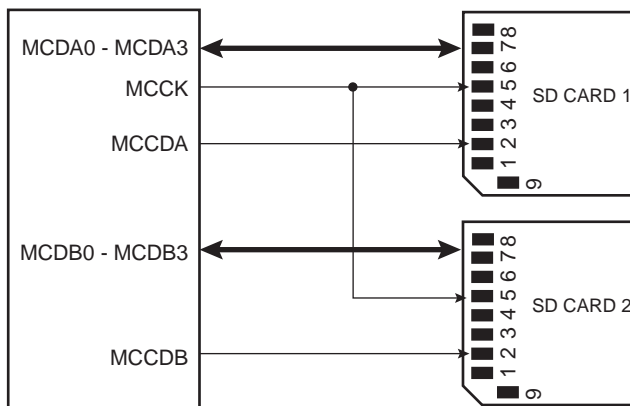 MCDA0 - MCDA3
MCCK
MCCDA
MCDB0 - MCDB3
MCCDB
8
7
6
5
4
3
2
1
9
SD CARD 1
8
7
6
5
4
3
2
1
9
SD CARD 2